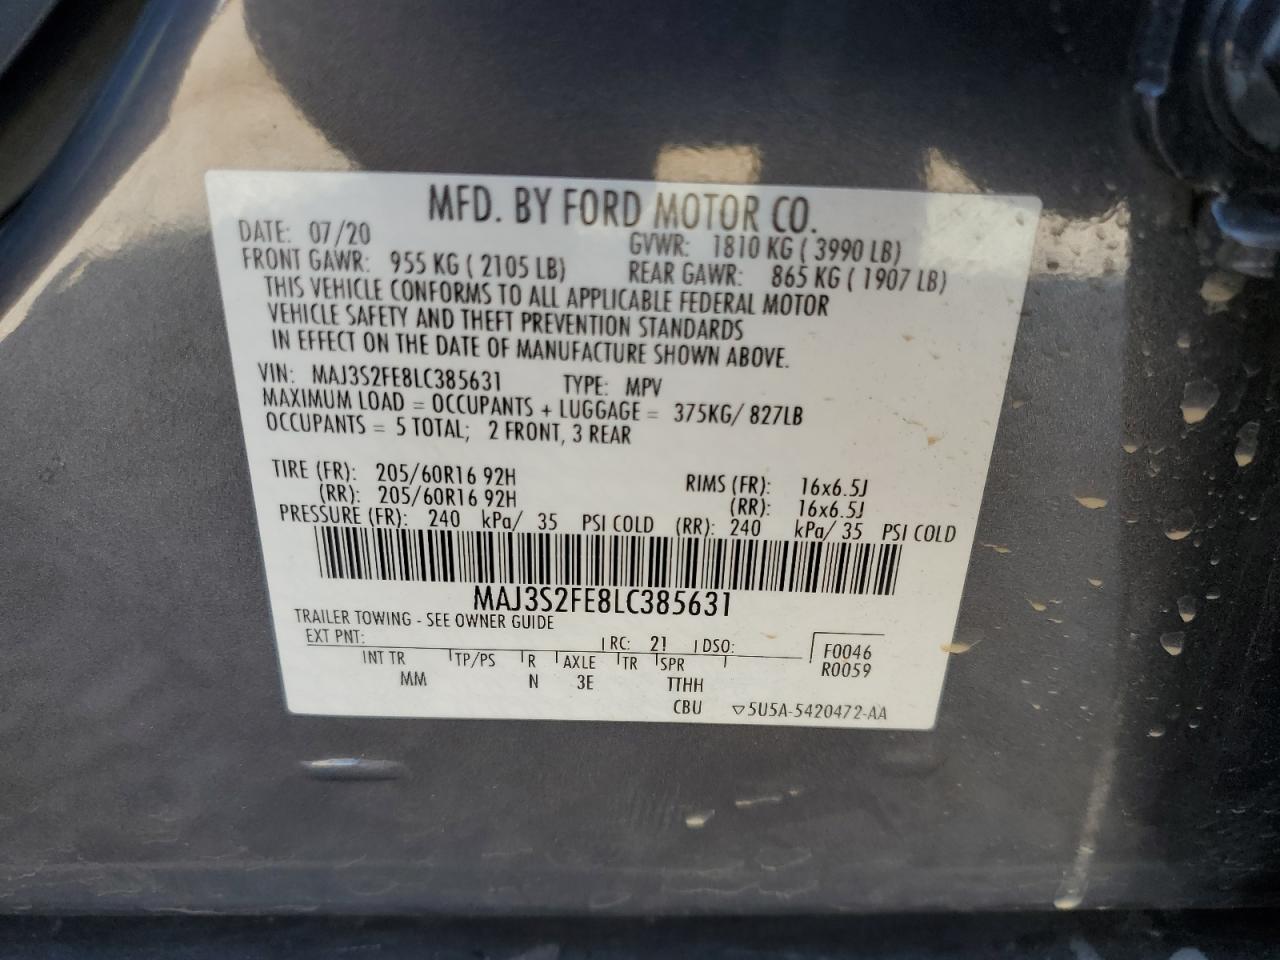 MFD. BY FORD MOTOR CO.
DATE: 07/20 GVWR: 1810 KG ( 3990 LB)
FRONT GAWR: 955 KG ( 2105 LB) REAR GAWR: 865 KG ( 1907 LB)
THIS VEHICLE CONFORMS TO ALL APPLICABLE FEDERAL MOTOR
VEHICLE SAFETY AND THEFT PREVENTION STANDARDS
IN EFFECT ON THE DATE OF MANUFACTURE SHOWN ABOVE.
VIN: MAJ3S2FE8LC385631 TYPE: MPV
MAXIMUM LOAD = OCCUPANTS + LUGGAGE = 375KG/ 827LB
OCCUPANTS = 5 TOTAL; 2 FRONT, 3 REAR
TIRE (FR): 205/60R16 92H RIMS (FR): 16x6.5J
(RR): 205/60R16 92H (RR): 16x6.5J
PRESSURE (FR): 240 kPa/ 35 PSI COLD (RR): 240 kPa/ 35 PSI COLD
MAJ3S2FE8LC385631
TRAILER TOWING - SEE OWNER GUIDE
EXT PNT: RC: 21 DSO: F0046
INT TR TP/PS R AXLE TR SPR R0059
MM N 3E TTHH
CBU ▽5U5A-5420472-AA